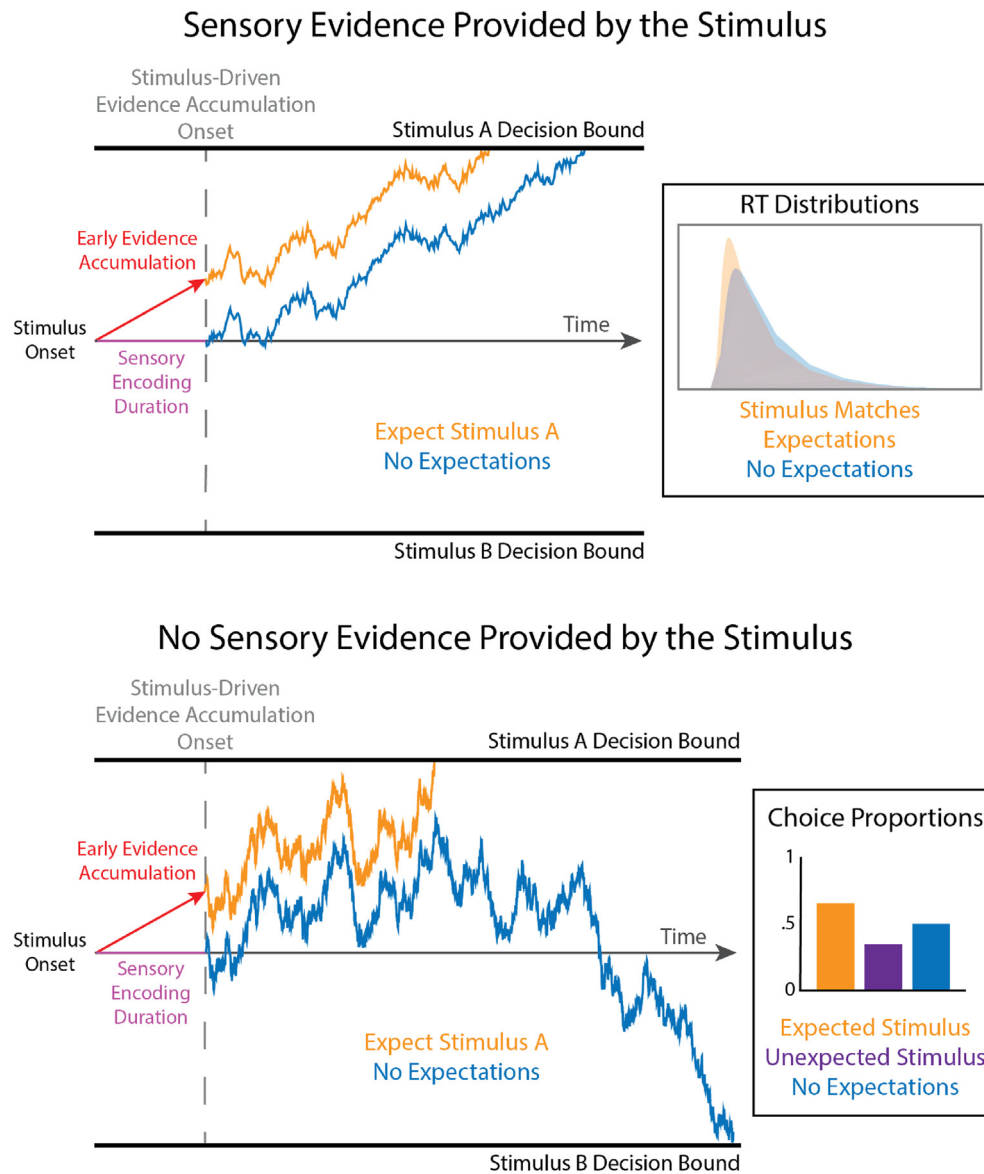 Sensory Evidence Provided by the Stimulus
Stimulus-Driven
Evidence Accumulation
Onset
Stimulus A Decision Bound
Early Evidence
Accumulation
Stimulus
Onset
Sensory
Encoding
Duration
Time
Expect Stimulus A
No Expectations
Stimulus B Decision Bound
RT Distributions
Stimulus Matches
Expectations
No Expectations
No Sensory Evidence Provided by the Stimulus
Stimulus-Driven
Evidence Accumulation
Onset
Stimulus A Decision Bound
Early Evidence
Accumulation
Stimulus
Onset
Sensory
Encoding
Duration
Time
Expect Stimulus A
No Expectations
Stimulus B Decision Bound
Choice Proportions
1
.5
0
Expected Stimulus
Unexpected Stimulus
No Expectations